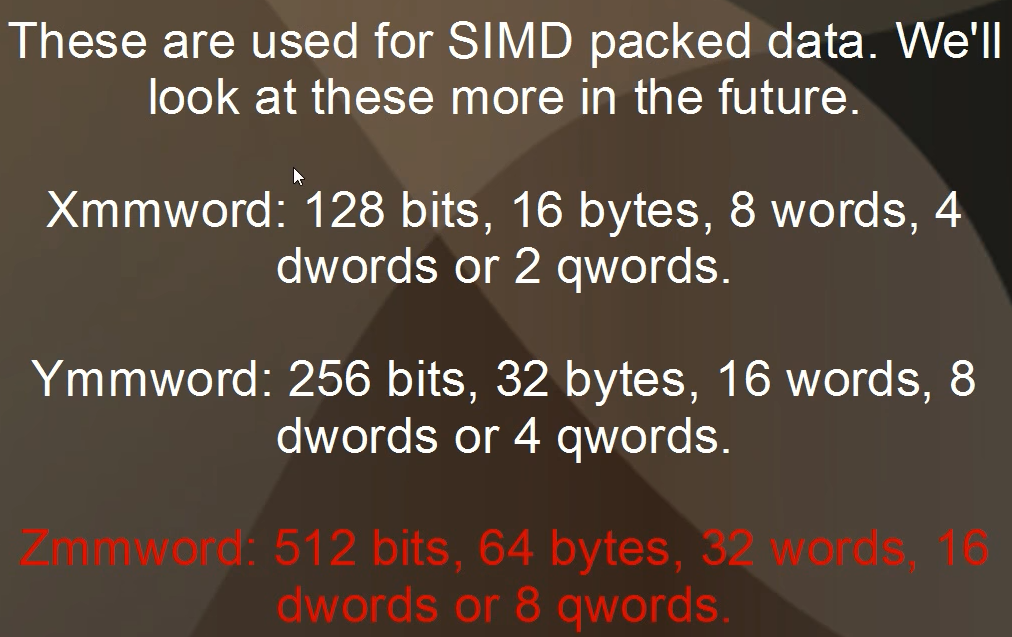 These are used for SIMD packed data. We'll
look at these more in the future.
Xmmword: 128 bits, 16 bytes, 8 words, 4
dwords or 2 qwords.
Ymmword: 256 bits, 32 bytes, 16 words, 8
dwords or 4 qwords.
Zmmword: 512 bits, 64 bytes, 32 words, 16
dwords or 8 qwords.